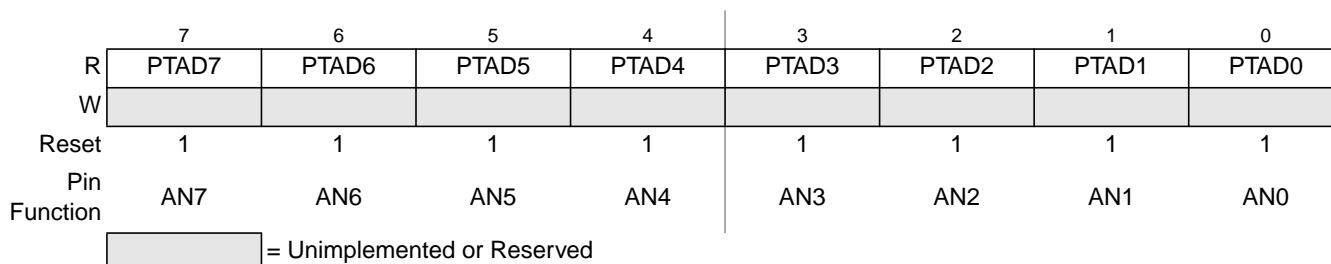 7 6 5 4 3 2 1 0
R PTAD7 PTAD6 PTAD5 PTAD4 PTAD3 PTAD2 PTAD1 PTAD0
W
Reset 1 1 1 1 1 1 1 1
Pin
Function AN7 AN6 AN5 AN4 AN3 AN2 AN1 AN0
= Unimplemented or Reserved